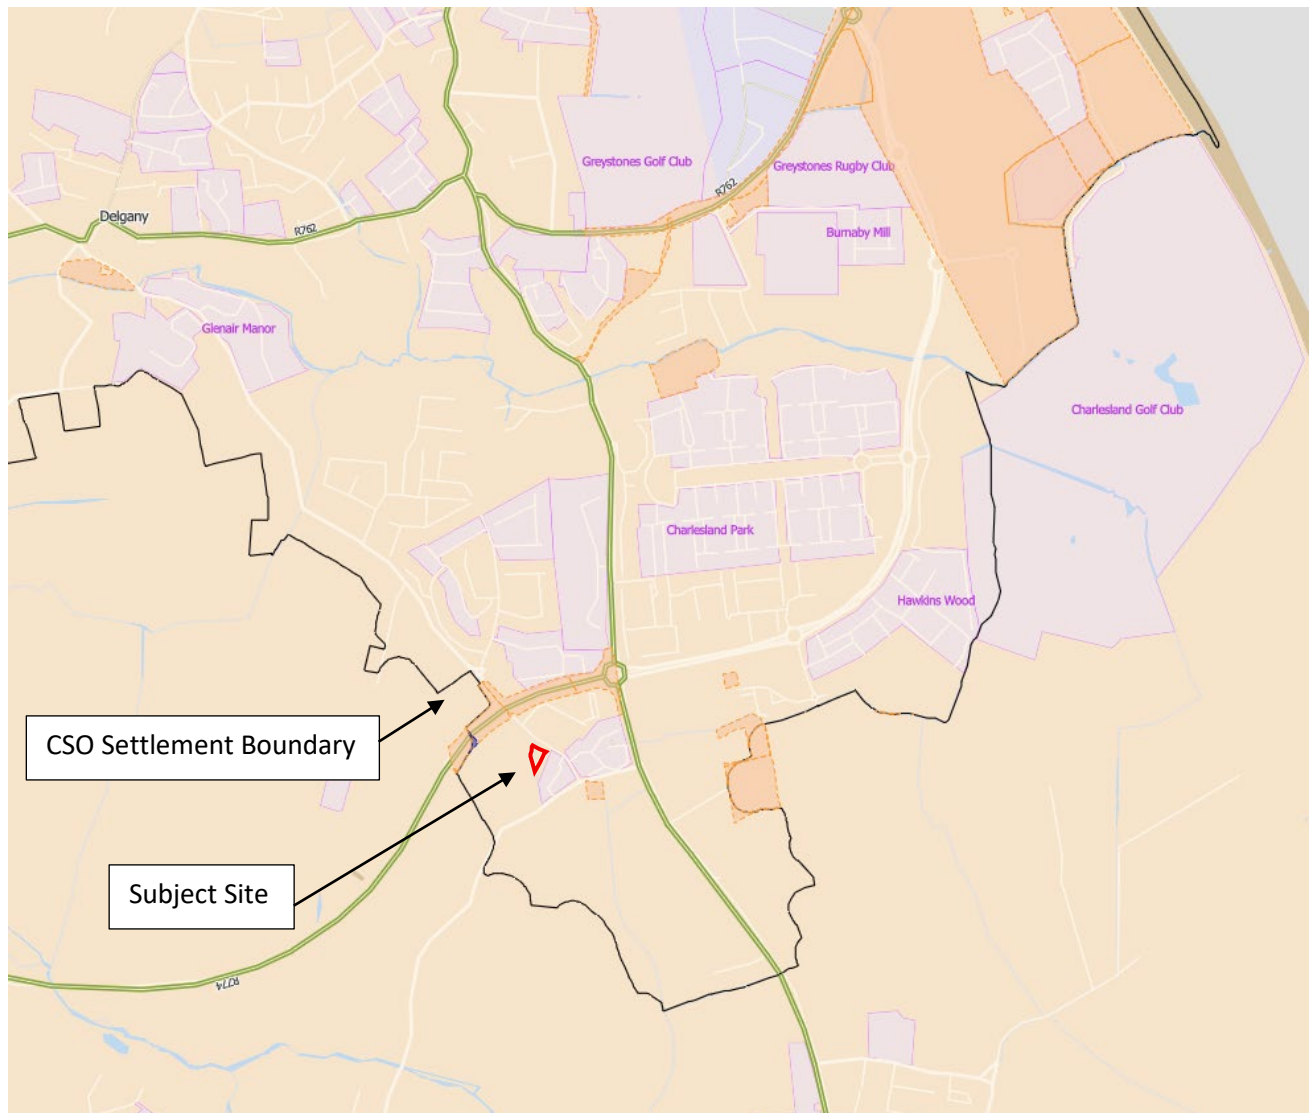 Greystones Golf Club
Greystones Rugby Club
R762
Delgany
R762
Burnaby Mill
Glenair Manor
Charlesland Golf Club
Charlesland Park
Hawkins Wood
CSO Settlement Boundary
Subject Site
R774